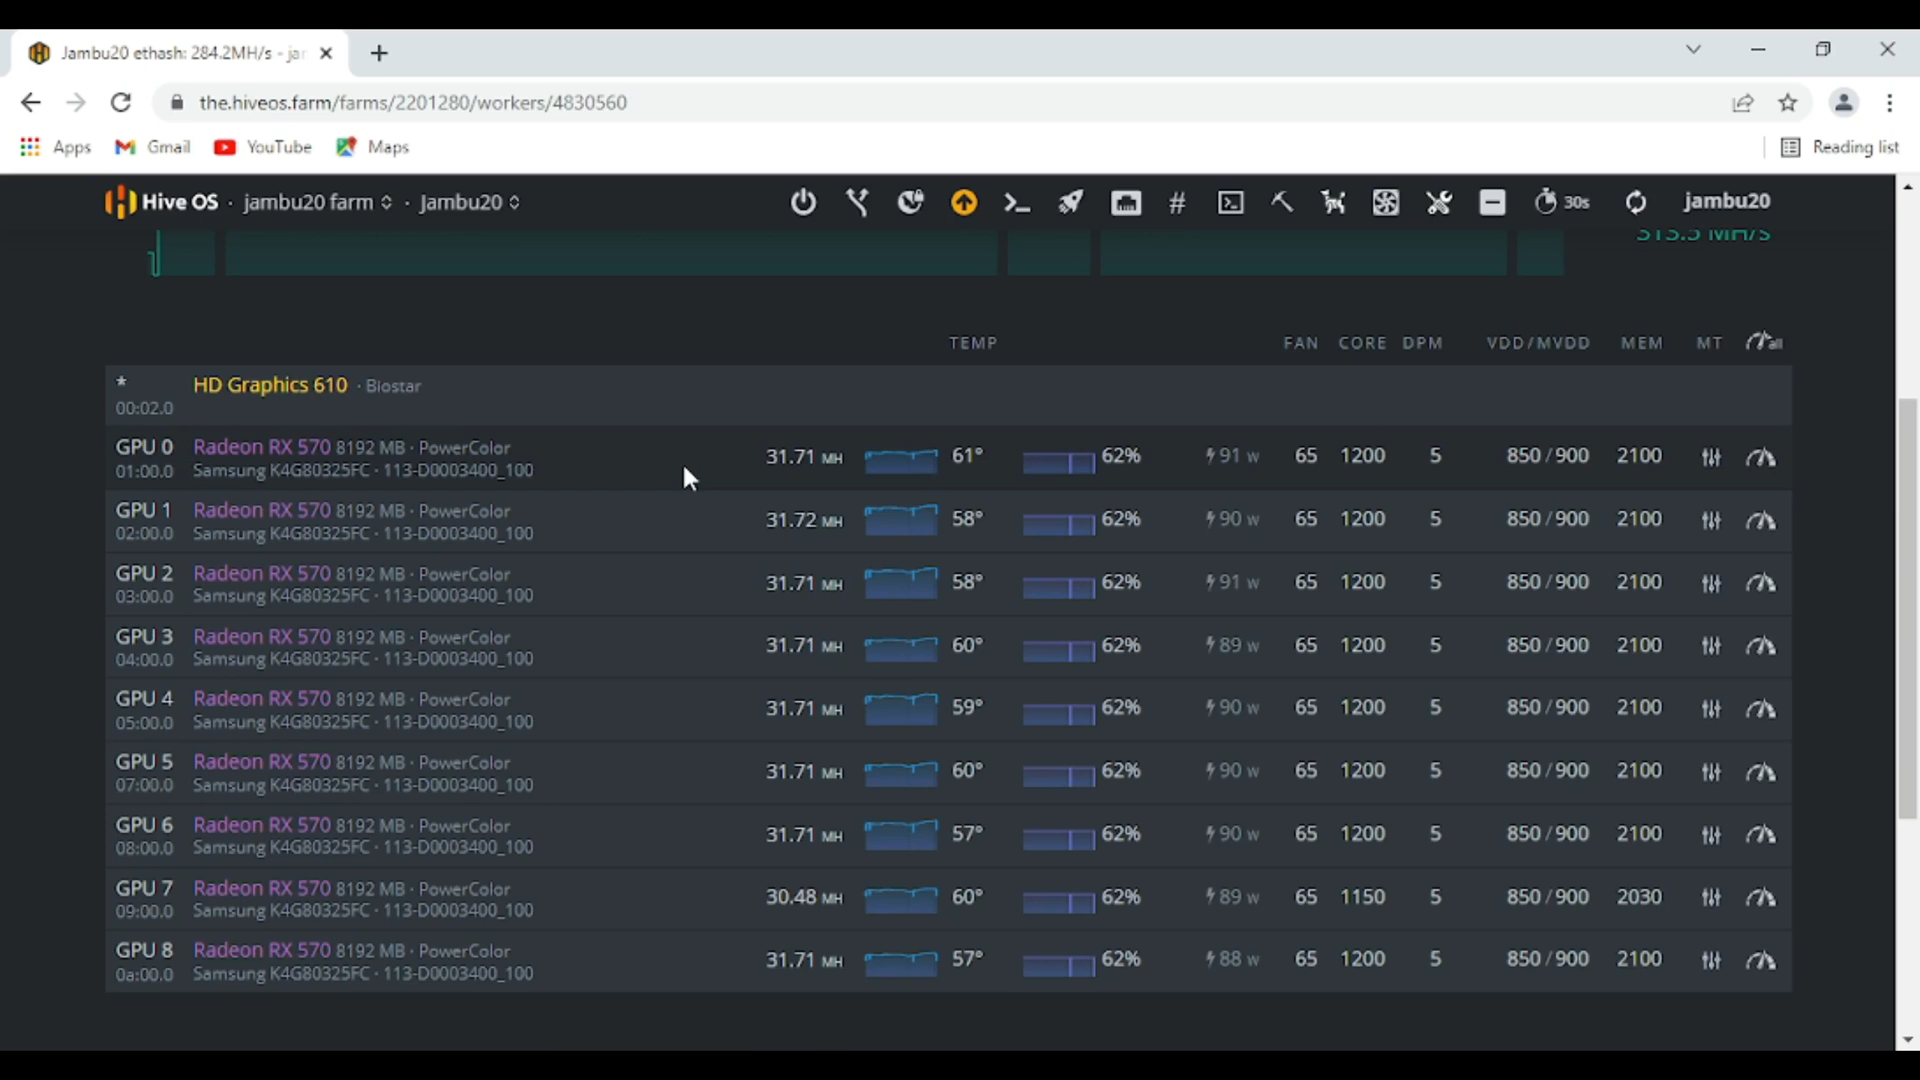 Jambu20 ethash: 284.2MH/s - jar
the.hiveos.farm/farms/2201280/workers/4830560
Apps Gmail YouTube Maps Reading list
Hive OS · jambu20 farm · Jambu20 # 30s jambu20
313.5 MH/s
TEMP FAN CORE DPM VDD/MVDD MEM MT all
* HD Graphics 610 · Biostar
00:02.0
GPU 0 Radeon RX 570 8192 MB · PowerColor 31.71 MH 61° 62% 91 W 65 1200 5 850/900 2100
01:00.0 Samsung K4G80325FC · 113-D0003400_100
GPU 1 Radeon RX 570 8192 MB · PowerColor 31.72 MH 58° 62% 90 W 65 1200 5 850/900 2100
02:00.0 Samsung K4G80325FC · 113-D0003400_100
GPU 2 Radeon RX 570 8192 MB · PowerColor 31.71 MH 58° 62% 91 W 65 1200 5 850/900 2100
03:00.0 Samsung K4G80325FC · 113-D0003400_100
GPU 3 Radeon RX 570 8192 MB · PowerColor 31.71 MH 60° 62% 89 W 65 1200 5 850/900 2100
04:00.0 Samsung K4G80325FC · 113-D0003400_100
GPU 4 Radeon RX 570 8192 MB · PowerColor 31.71 MH 59° 62% 90 W 65 1200 5 850/900 2100
05:00.0 Samsung K4G80325FC · 113-D0003400_100
GPU 5 Radeon RX 570 8192 MB · PowerColor 31.71 MH 60° 62% 90 W 65 1200 5 850/900 2100
07:00.0 Samsung K4G80325FC · 113-D0003400_100
GPU 6 Radeon RX 570 8192 MB · PowerColor 31.71 MH 57° 62% 90 W 65 1200 5 850/900 2100
08:00.0 Samsung K4G80325FC · 113-D0003400_100
GPU 7 Radeon RX 570 8192 MB · PowerColor 30.48 MH 60° 62% 89 W 65 1150 5 850/900 2030
09:00.0 Samsung K4G80325FC · 113-D0003400_100
GPU 8 Radeon RX 570 8192 MB · PowerColor 31.71 MH 57° 62% 88 W 65 1200 5 850/900 2100
0a:00.0 Samsung K4G80325FC · 113-D0003400_100